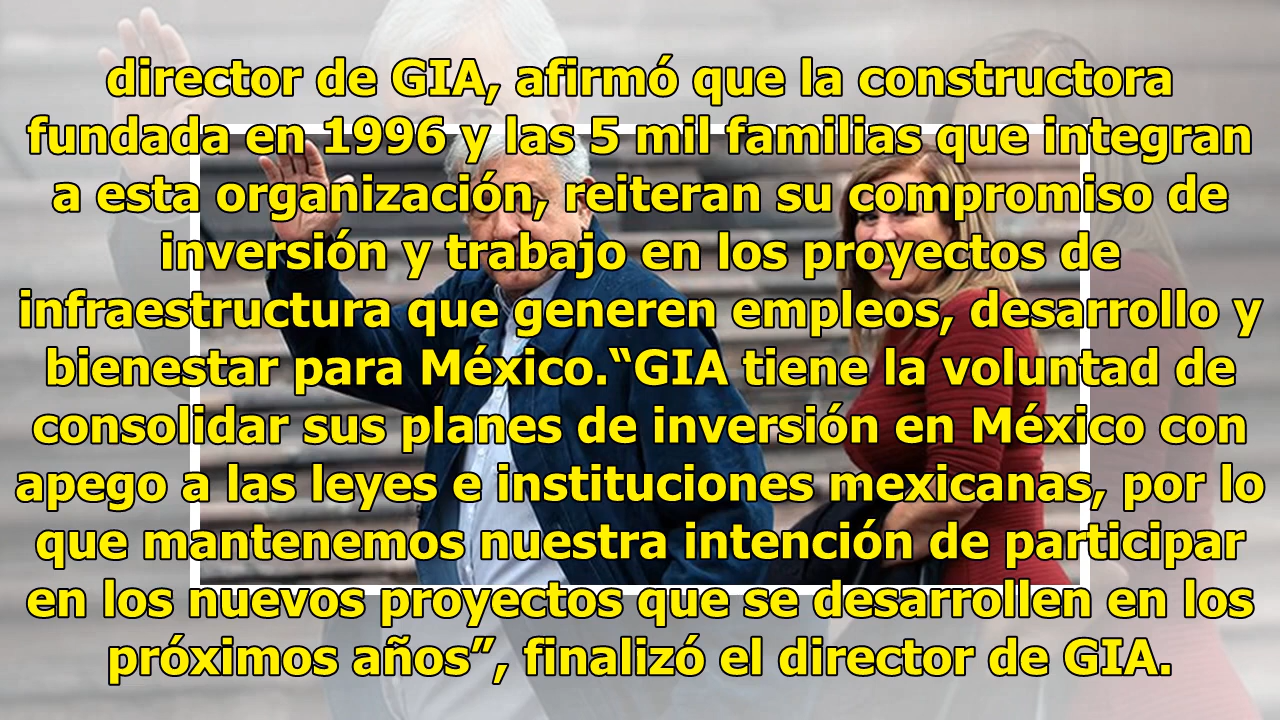 director de GIA, afirmó que la constructora
fundada en 1996 y las 5 mil familias que integran
a esta organización, reiteran su compromiso de
inversión y trabajo en los proyectos de
infraestructura que generen empleos, desarrollo y
bienestar para México.“GIA tiene la voluntad de
consolidar sus planes de inversión en México con
apego a las leyes e instituciones mexicanas, por lo
que mantenemos nuestra intención de participar
en los nuevos proyectos que se desarrollen en los
próximos años”, finalizó el director de GIA.